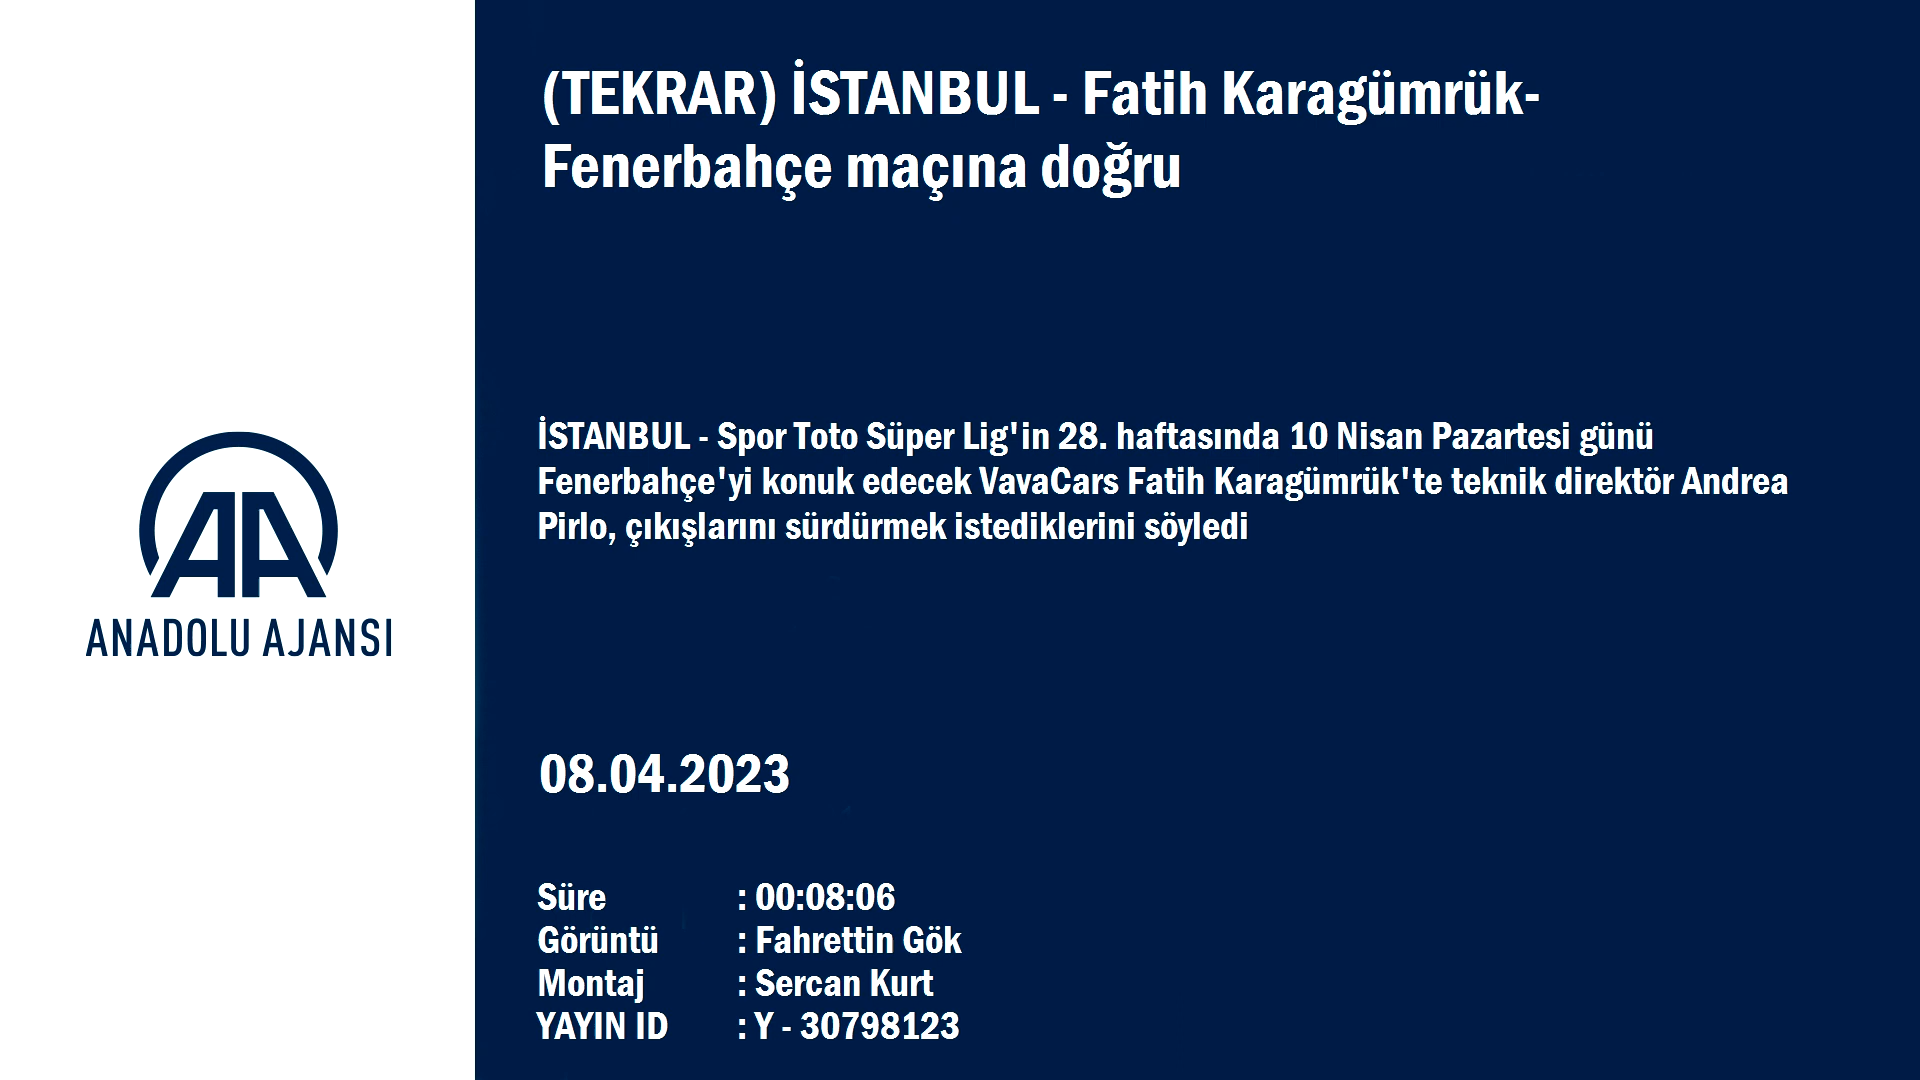 (TEKRAR) İSTANBUL - Fatih Karagümrük-
Fenerbahçe maçına doğru
İSTANBUL - Spor Toto Süper Lig'in 28. haftasında 10 Nisan Pazartesi günü
Fenerbahçe'yi konuk edecek VavaCars Fatih Karagümrük'te teknik direktör Andrea
Pirlo, çıkışlarını sürdürmek istediklerini söyledi
AA
ANADOLU AJANSI
08.04.2023
Süre : 00:08:06
Görüntü : Fahrettin Gök
Montaj : Sercan Kurt
YAYIN ID : Y - 30798123